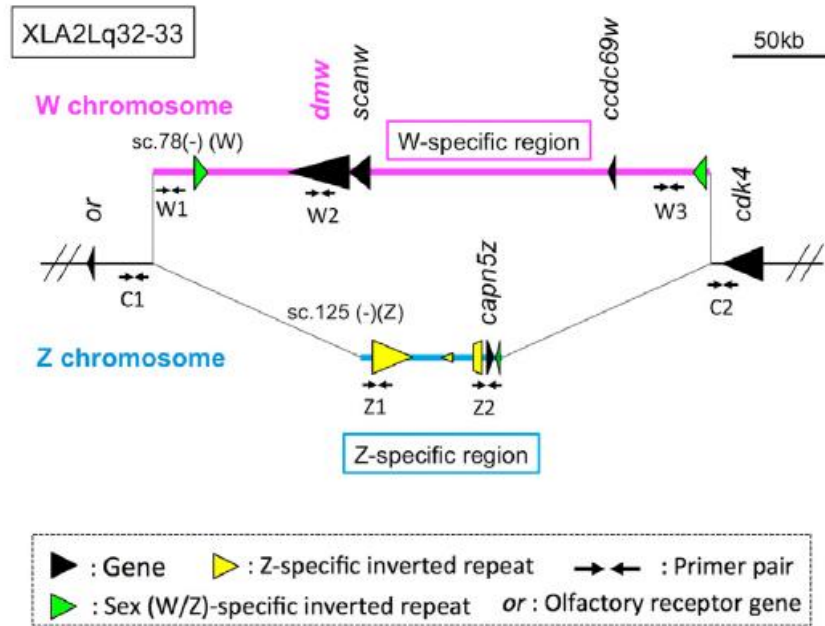 XLA2Lq32-33
50kb
W chromosome
dmw
scanw
ccdc69w
sc.78(-) (W)
W-specific region
W1
W2
W3
or
cdk4
C1
C2
sc.125 (-)(Z)
capn5z
Z chromosome
Z1
Z2
Z-specific region
: Gene
: Z-specific inverted repeat
: Primer pair
: Sex (W/Z)-specific inverted repeat
or : Olfactory receptor gene